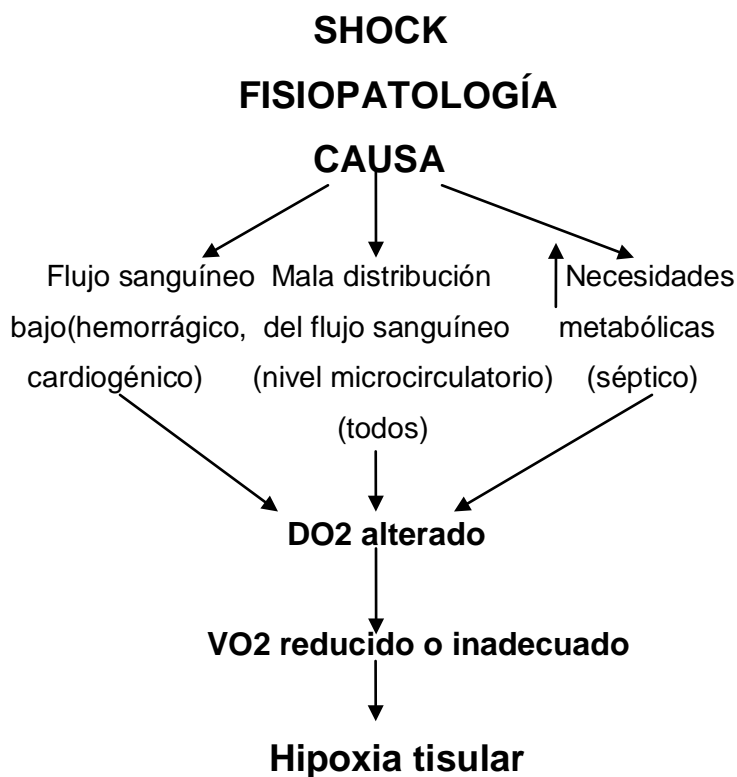 SHOCK
FISIOPATOLOGÍA
CAUSA
Flujo sanguíneo
bajo(hemorrágico,
cardiogénico)
Mala distribución
del flujo sanguíneo
(nivel microcirculatorio)
(todos)
Necesidades
metabólicas
(séptico)
DO2 alterado
VO2 reducido o inadecuado
Hipoxia tisular